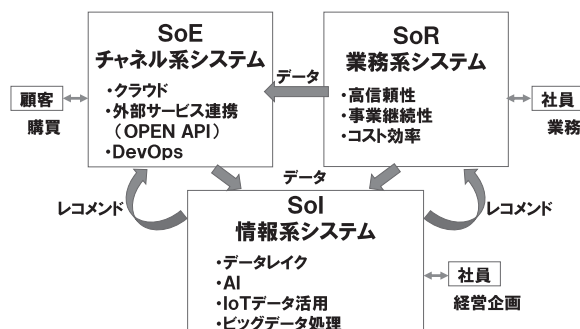 SoE
チャネル系システム
・クラウド
・外部サービス連携
（OPEN API）
・DevOps
データ
SoR
業務系システム
・高信頼性
・事業継続性
・コスト効率
顧客
購買
社員
業務
データ
レコメンド
レコメンド
SoI
情報系システム
・データレイク
・AI
・IoTデータ活用
・ビッグデータ処理
社員
経営企画